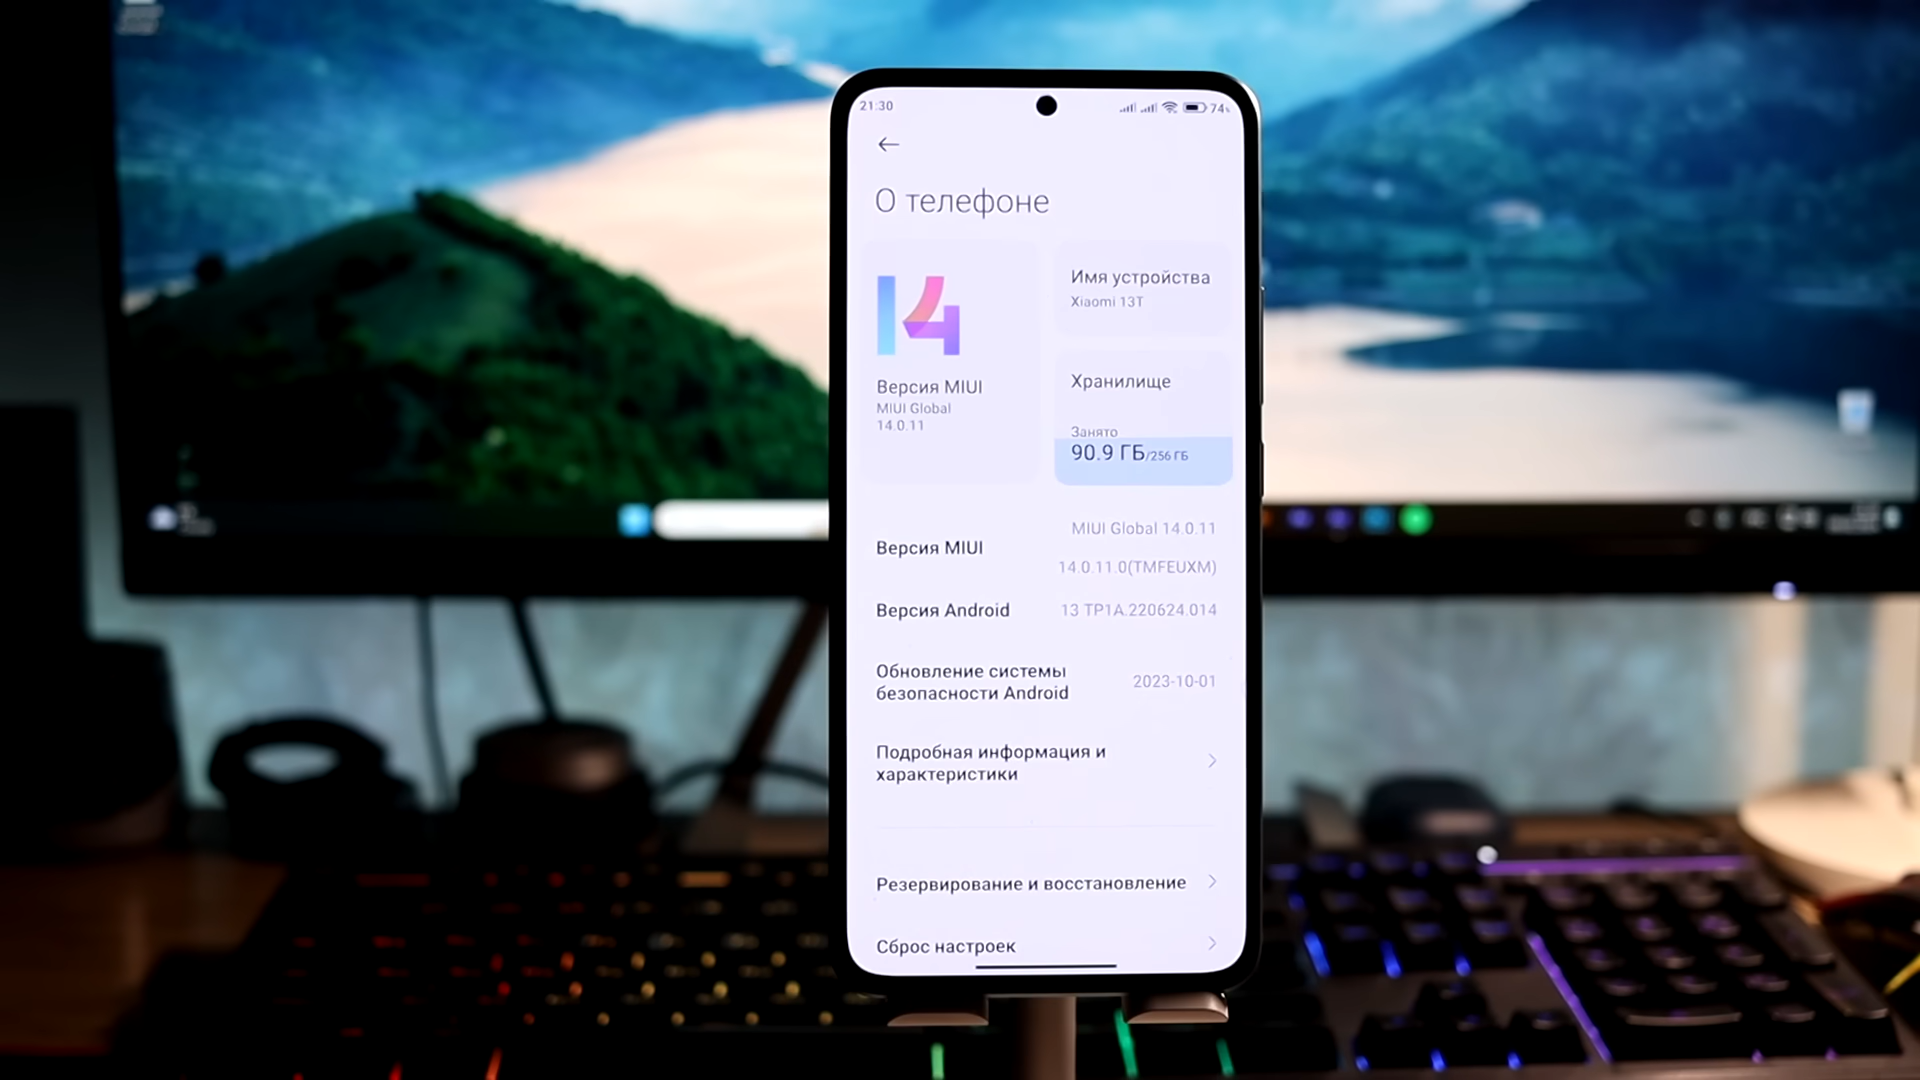 21:30
74
О телефоне
14
Имя устройства
Xiaomi 13T
Версия MIUI
MIUI Global
14.0.11
Хранилище
Занято
90.9 ГБ/256 ГБ
Версия MIUI
MIUI Global 14.0.11
14.0.11.0(TMFEUXM)
Версия Android
13 TP1A.220624.014
Обновление системы
безопасности Android
2023-10-01
Подробная информация и
характеристики
Резервирование и восстановление
Сброс настроек